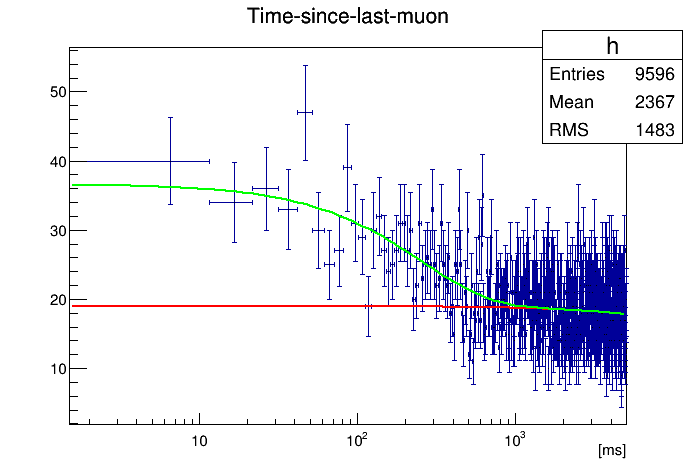 Time-since-last-muon
h
Entries 9596
Mean 2367
RMS 1483
50
40
30
20
10
10 10² 10³
[ms]